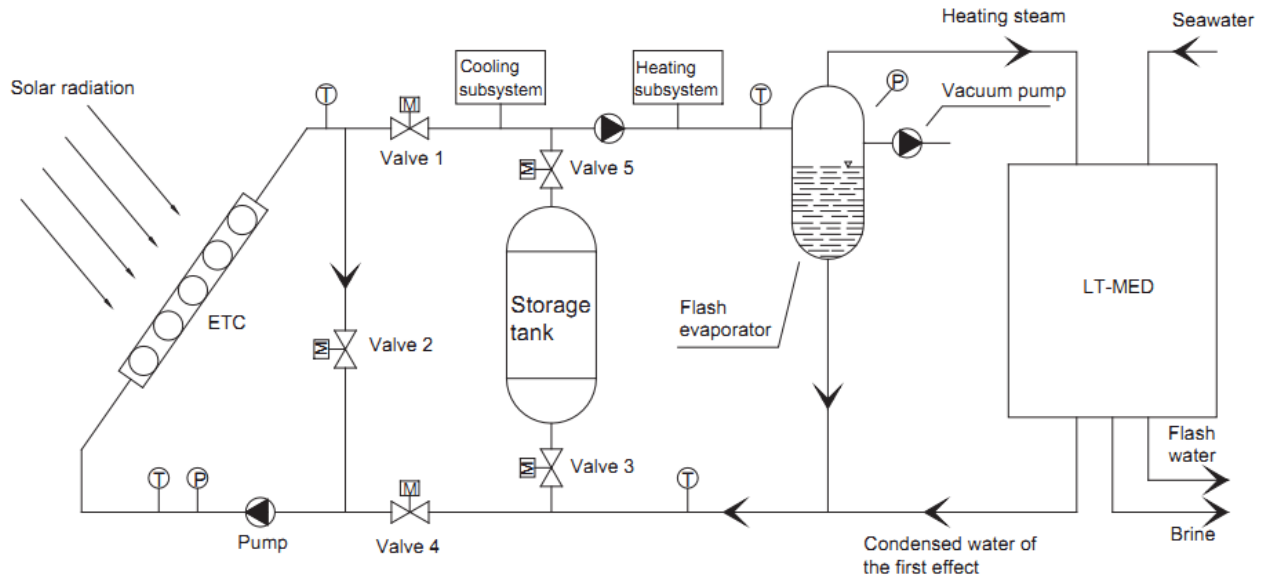 Heating steam
Seawater
Solar radiation
Cooling
subsystem
Heating
subsystem
P
Vacuum pump
T
M
T
Valve 1
M
Valve 5
ETC
M
Valve 2
Storage
tank
Flash
evaporator
LT-MED
M
Valve 3
Flash
water
T
P
M
T
Pump
Valve 4
Condensed water of
the first effect
Brine